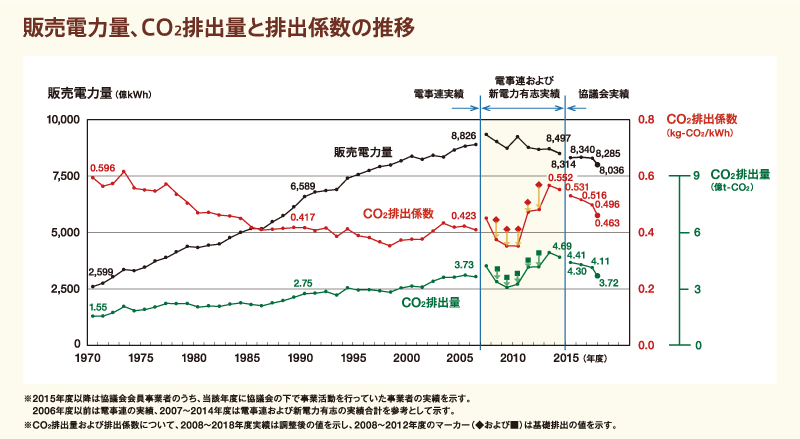 販売電力量、CO₂排出量と排出係数の推移
販売電力量（億kWh）
電事連実績
電事連および
新電力有志実績
協議会実績
10,000
7,500
5,000
2,500
0
0.8
0.6
0.4
0.2
0.0
CO₂排出係数
（kg-CO₂/kWh）
CO₂排出量
（億t-CO₂）
9
6
3
0
販売電力量
2,599
6,589
8,826
8,497
8,314
8,340
8,285
8,036
CO₂排出係数
0.596
0.417
0.423
0.552
0.531
0.516
0.496
0.463
CO₂排出量
1.55
2.75
3.73
4.69
4.41
4.30
4.11
3.72
1970 1975 1980 1985 1990 1995 2000 2005 2010 2015（年度）
※2015年度以降は協議会会員事業者のうち、当該年度に協議会の下で事業活動を行っていた事業者の実績を示す。
2006年度以前は電事連の実績、2007～2014年度は電事連および新電力有志の実績合計を参考として示す。
※CO₂排出量および排出係数について、2008～2018年度実績は調整後の値を示し、2008～2012年度のマーカー（◆および■）は基礎排出の値を示す。